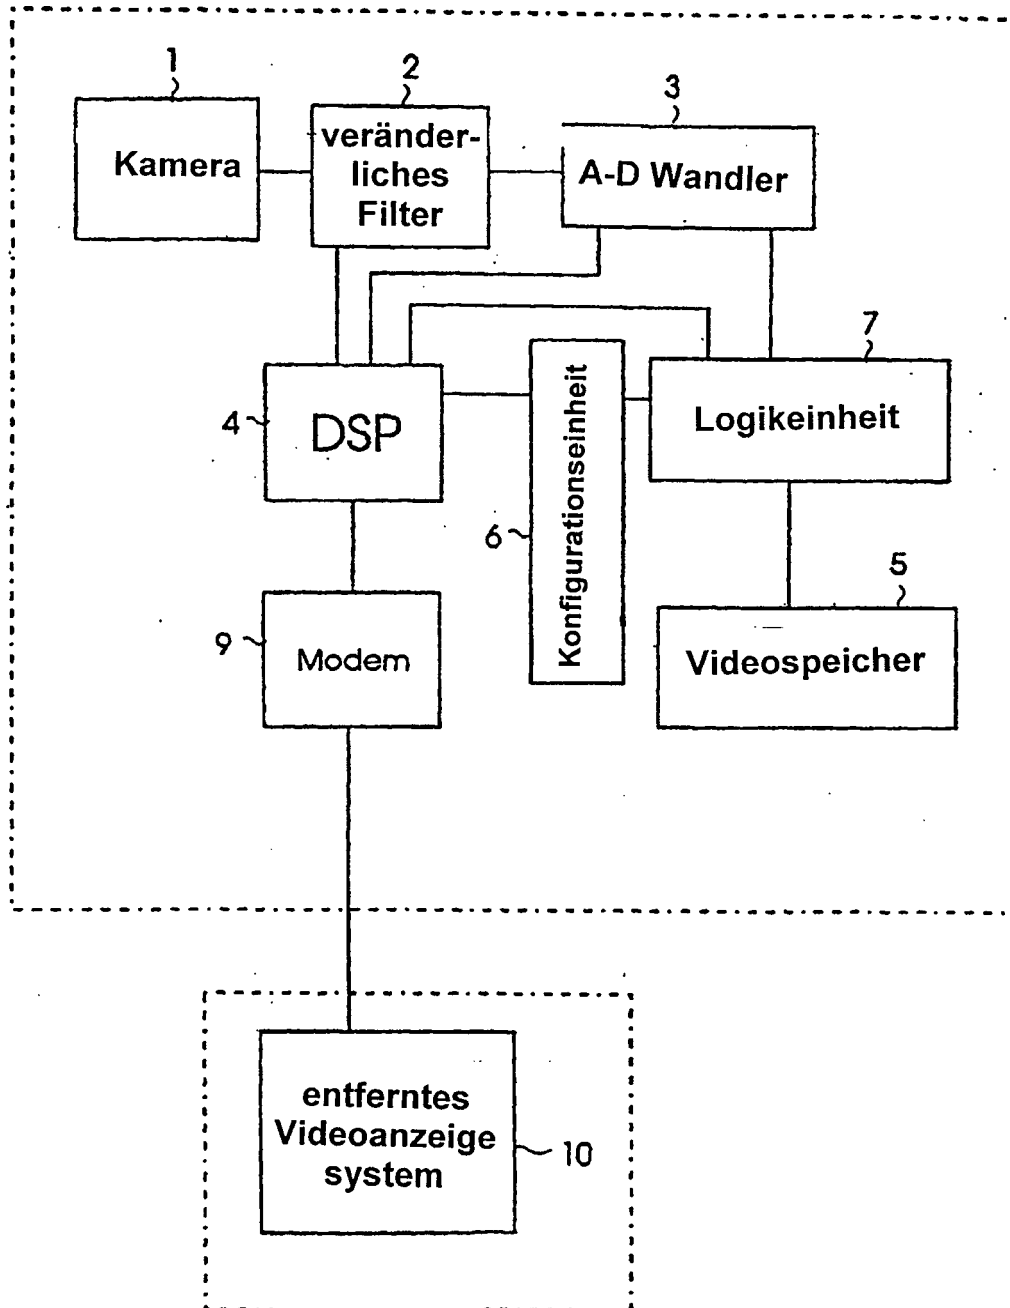 1
2
3
Kamera
veränder-
liches
Filter
A-D Wandler
7
4
DSP
Konfigurationseinheit
Logikeinheit
6
5
9
Modem
Videospeicher
entferntes
Videoanzeige
system
10